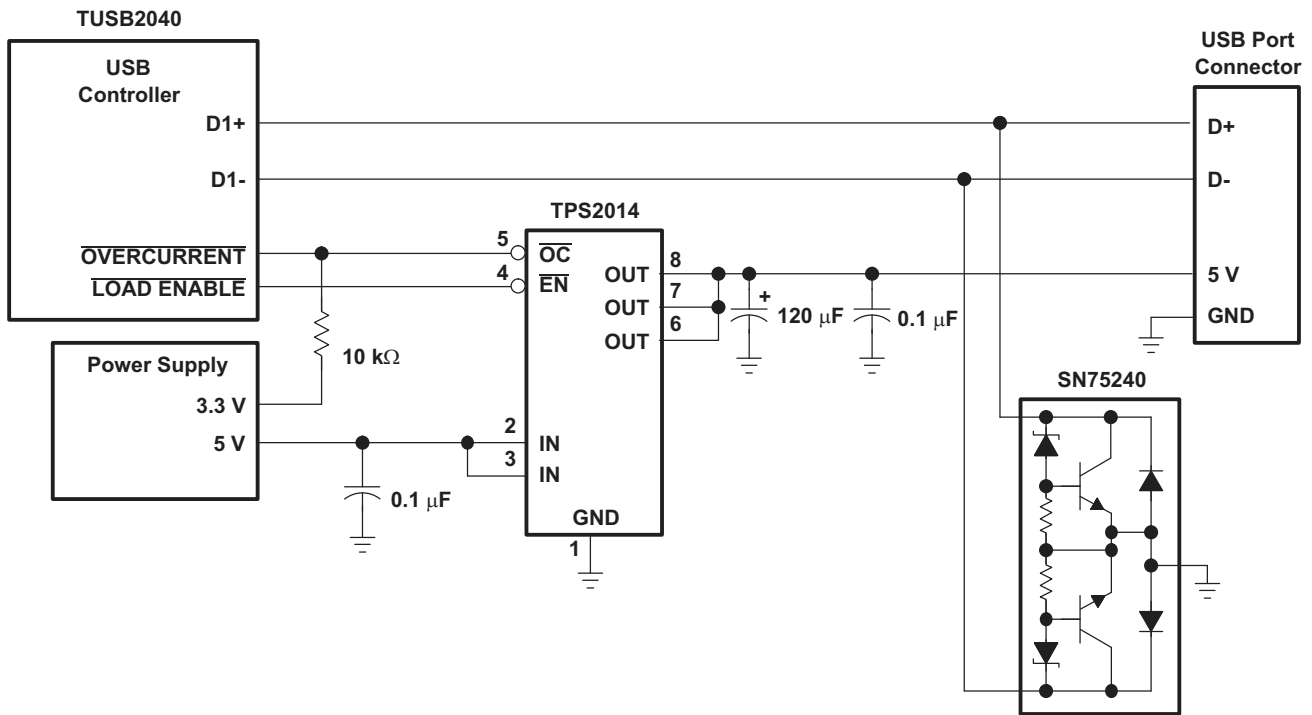 TUSB2040
USB
Controller
D1+
D1-
OVERCURRENT
LOAD ENABLE
Power Supply
3.3 V
5 V
10 kΩ
0.1 μF
TPS2014
5
OC
4
EN
OUT
8
OUT
7
OUT
6
2
IN
3
IN
GND
1
+
120 μF
0.1 μF
USB Port
Connector
D+
D-
5 V
GND
SN75240